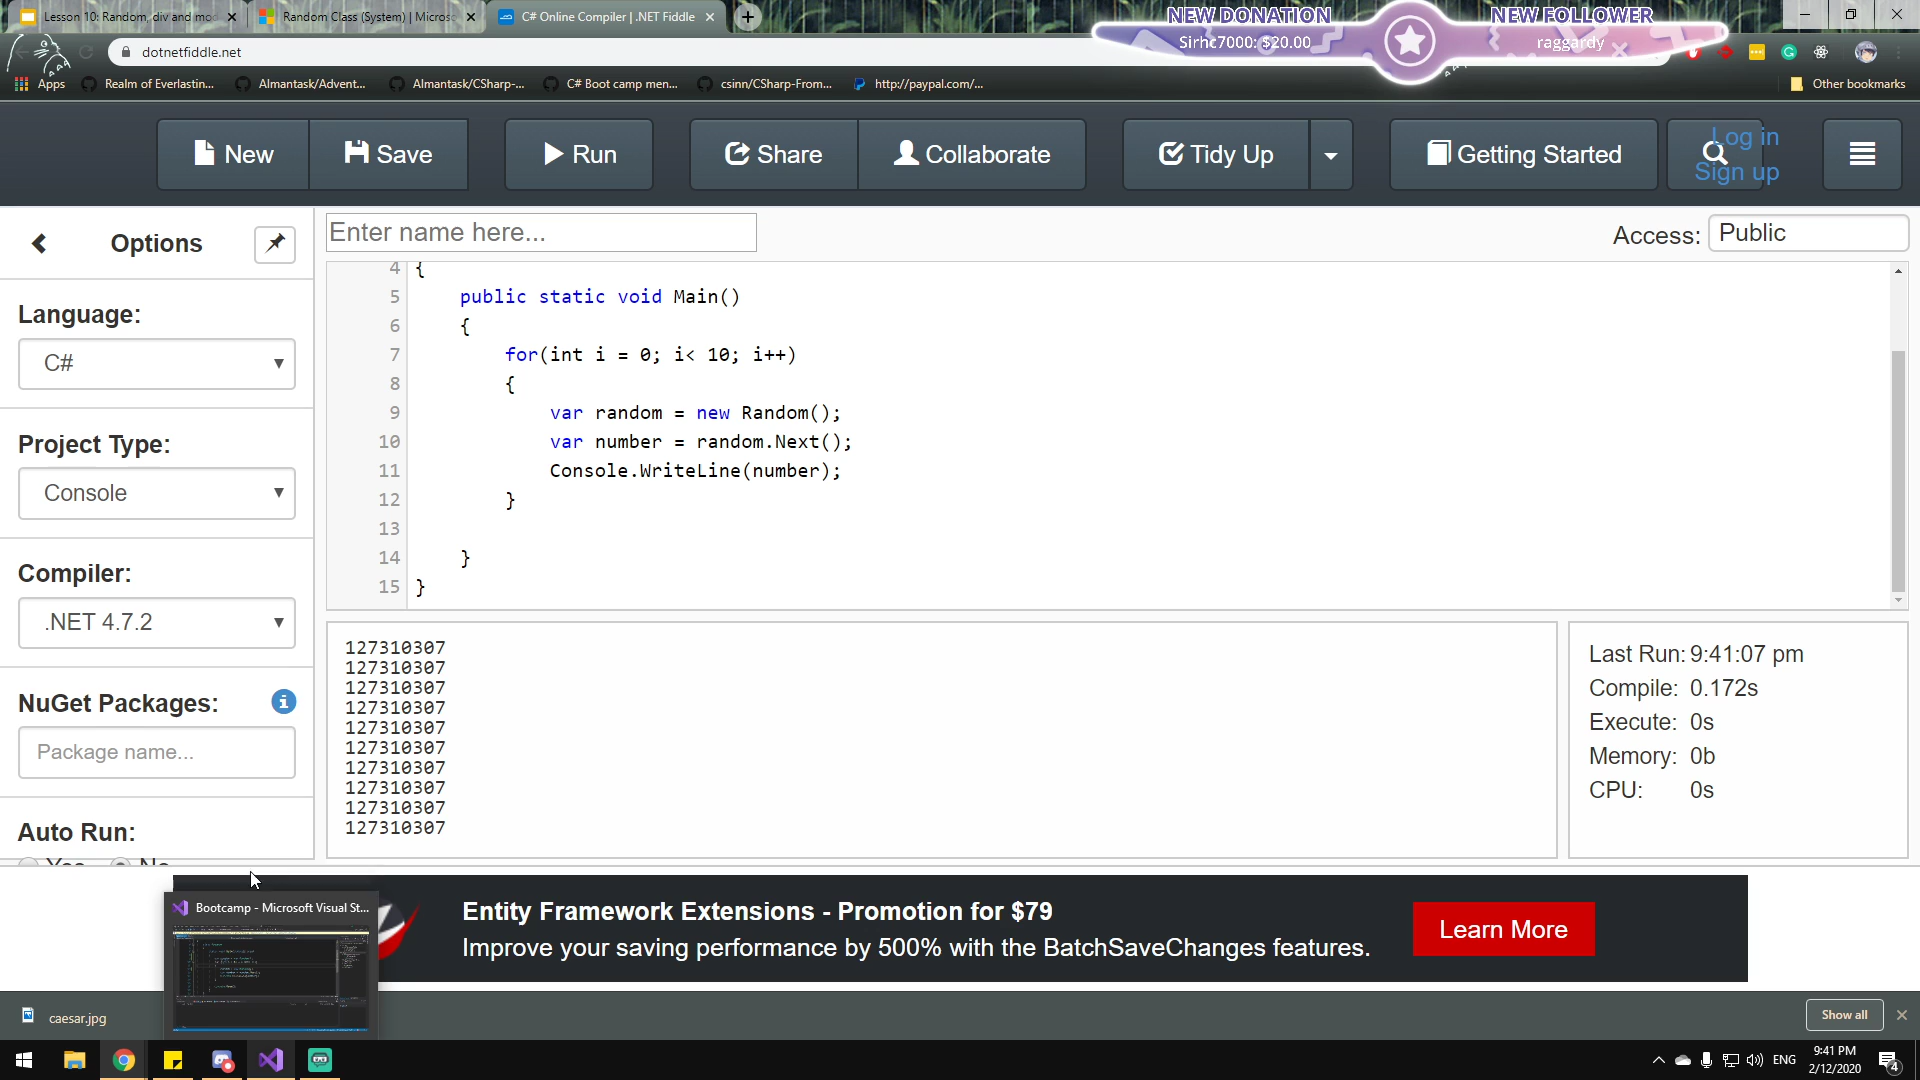 Lesson 10: Random, div and mod
Random Class (System) | Micros
C# Online Compiler | .NET Fiddle
NEW DONATION
Sirhc7000: $20.00
NEW FOLLOWER
raggardy
dotnetfiddle.net
Apps
Realm of Everlastin...
Almantask/Advent...
Almantask/CSharp-...
C# Boot camp men...
csinn/CSharp-From...
http://paypal.com/...
Other bookmarks
New
Save
Run
Share
Collaborate
Tidy Up
Getting Started
Log in
Sign up
Options
Enter name here...
Access:
Public
Language:
C#
Project Type:
Console
Compiler:
.NET 4.7.2
NuGet Packages:
Package name...
Auto Run:
Yes No
4 {
5 public static void Main()
6 {
7 for(int i = 0; i< 10; i++)
8 {
9 var random = new Random();
10 var number = random.Next();
11 Console.WriteLine(number);
12 }
13
14 }
15 }
127310307
127310307
127310307
127310307
127310307
127310307
127310307
127310307
127310307
127310307
Last Run: 9:41:07 pm
Compile: 0.172s
Execute: 0s
Memory: 0b
CPU: 0s
Bootcamp - Microsoft Visual St...
Entity Framework Extensions - Promotion for $79
Improve your saving performance by 500% with the BatchSaveChanges features.
Learn More
caesar.jpg
Show all
ENG
9:41 PM
2/12/2020
4